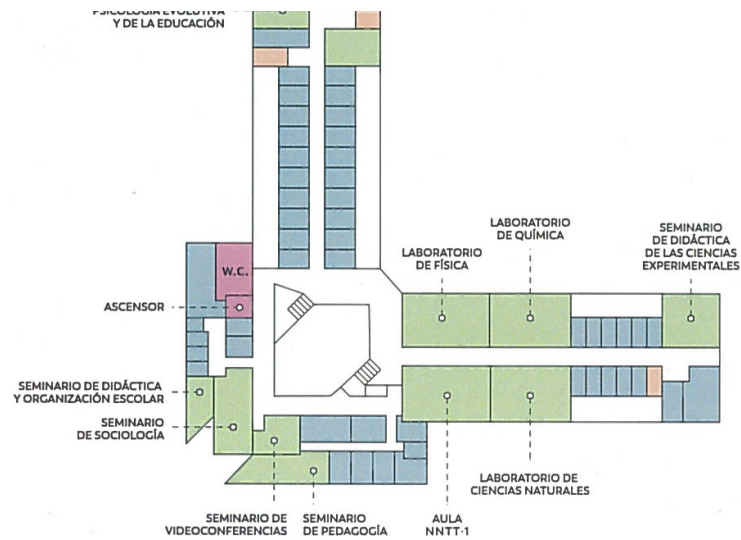 PSICOLOGÍA EVOLUTIVA
Y DE LA EDUCACIÓN
LABORATORIO
DE QUÍMICA
SEMINARIO
DE DIDÁCTICA
DE LAS CIENCIAS
EXPERIMENTALES
LABORATORIO
DE FÍSICA
W.C.
ASCENSOR
SEMINARIO DE DIDÁCTICA
Y ORGANIZACIÓN ESCOLAR
SEMINARIO
DE SOCIOLOGÍA
LABORATORIO DE
CIENCIAS NATURALES
SEMINARIO DE
VIDEOCONFERENCIAS
SEMINARIO
DE PEDAGOGÍA
AULA
NNTT-1